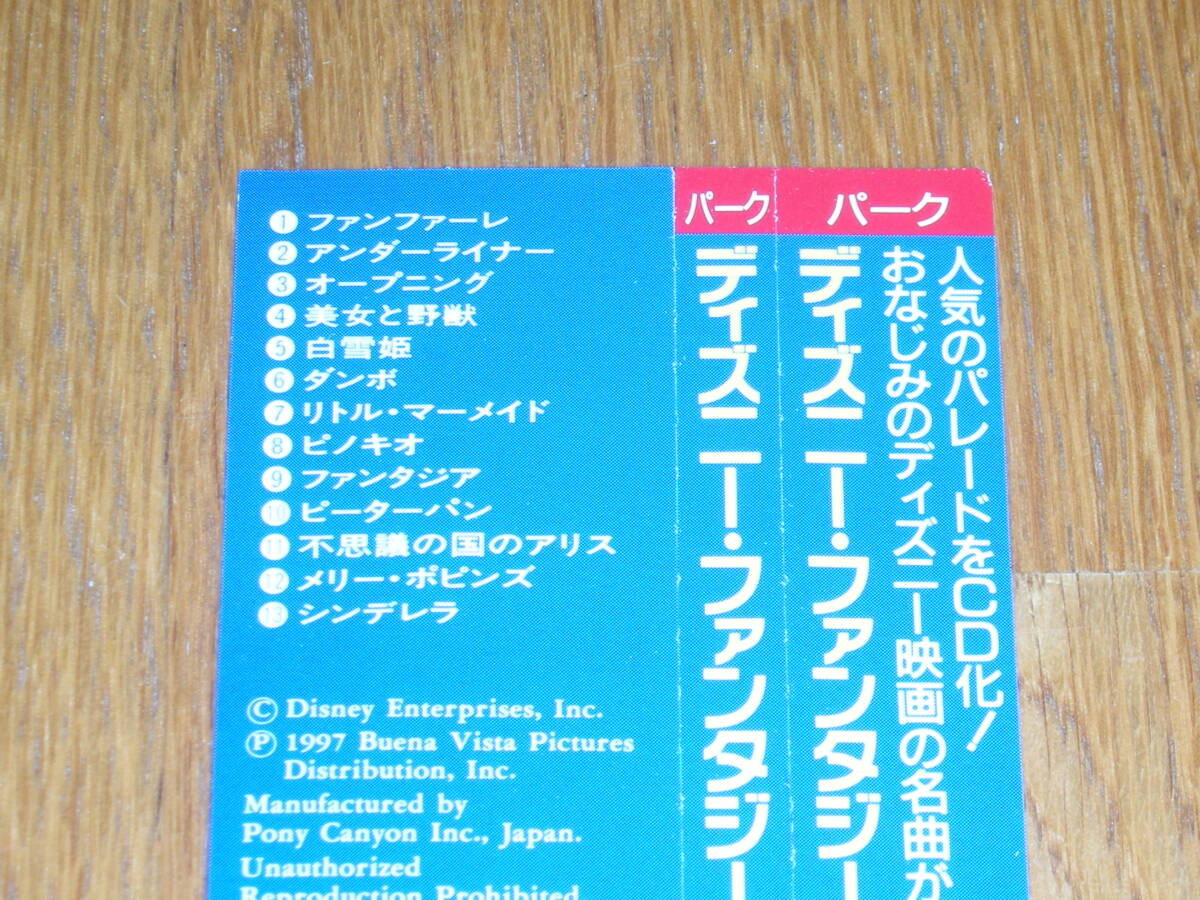 ① ファンファーレ
② アンダーライナー
③ オープニング
④ 美女と野獣
⑤ 白雪姫
⑥ ダンボ
⑦ リトル・マーメイド
⑧ ピノキオ
⑨ ファンタジア
⑩ ピーターパン
⑪ 不思議の国のアリス
⑫ メリー・ポピンズ
⑬ シンデレラ
Ⓒ Disney Enterprises, Inc.
Ⓟ 1997 Buena Vista Pictures
Distribution, Inc.
Manufactured by
Pony Canyon Inc., Japan.
Unauthorized
Reproduction Prohibited
パーク
ディズニー・ファンタジー
パーク
ディズニー・ファンタジー
人気のパレードをCD化!
おなじみのディズニー映画の名曲が